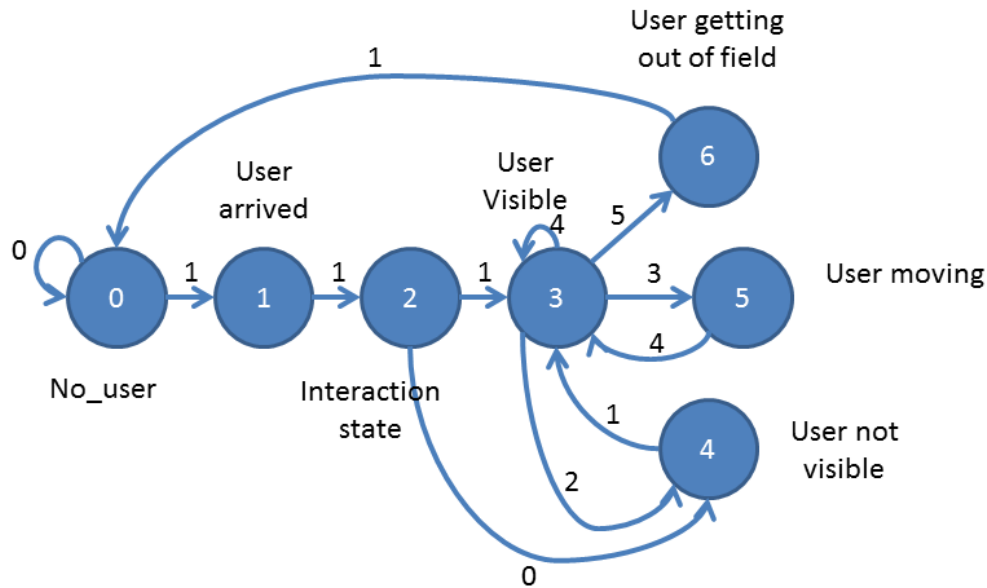 User getting
out of field
1
6
User
Visible
User
arrived
5
4
0
1
1
1
3
User moving
0
1
2
3
5
4
No_user
Interaction
state
1
User not
visible
4
2
0